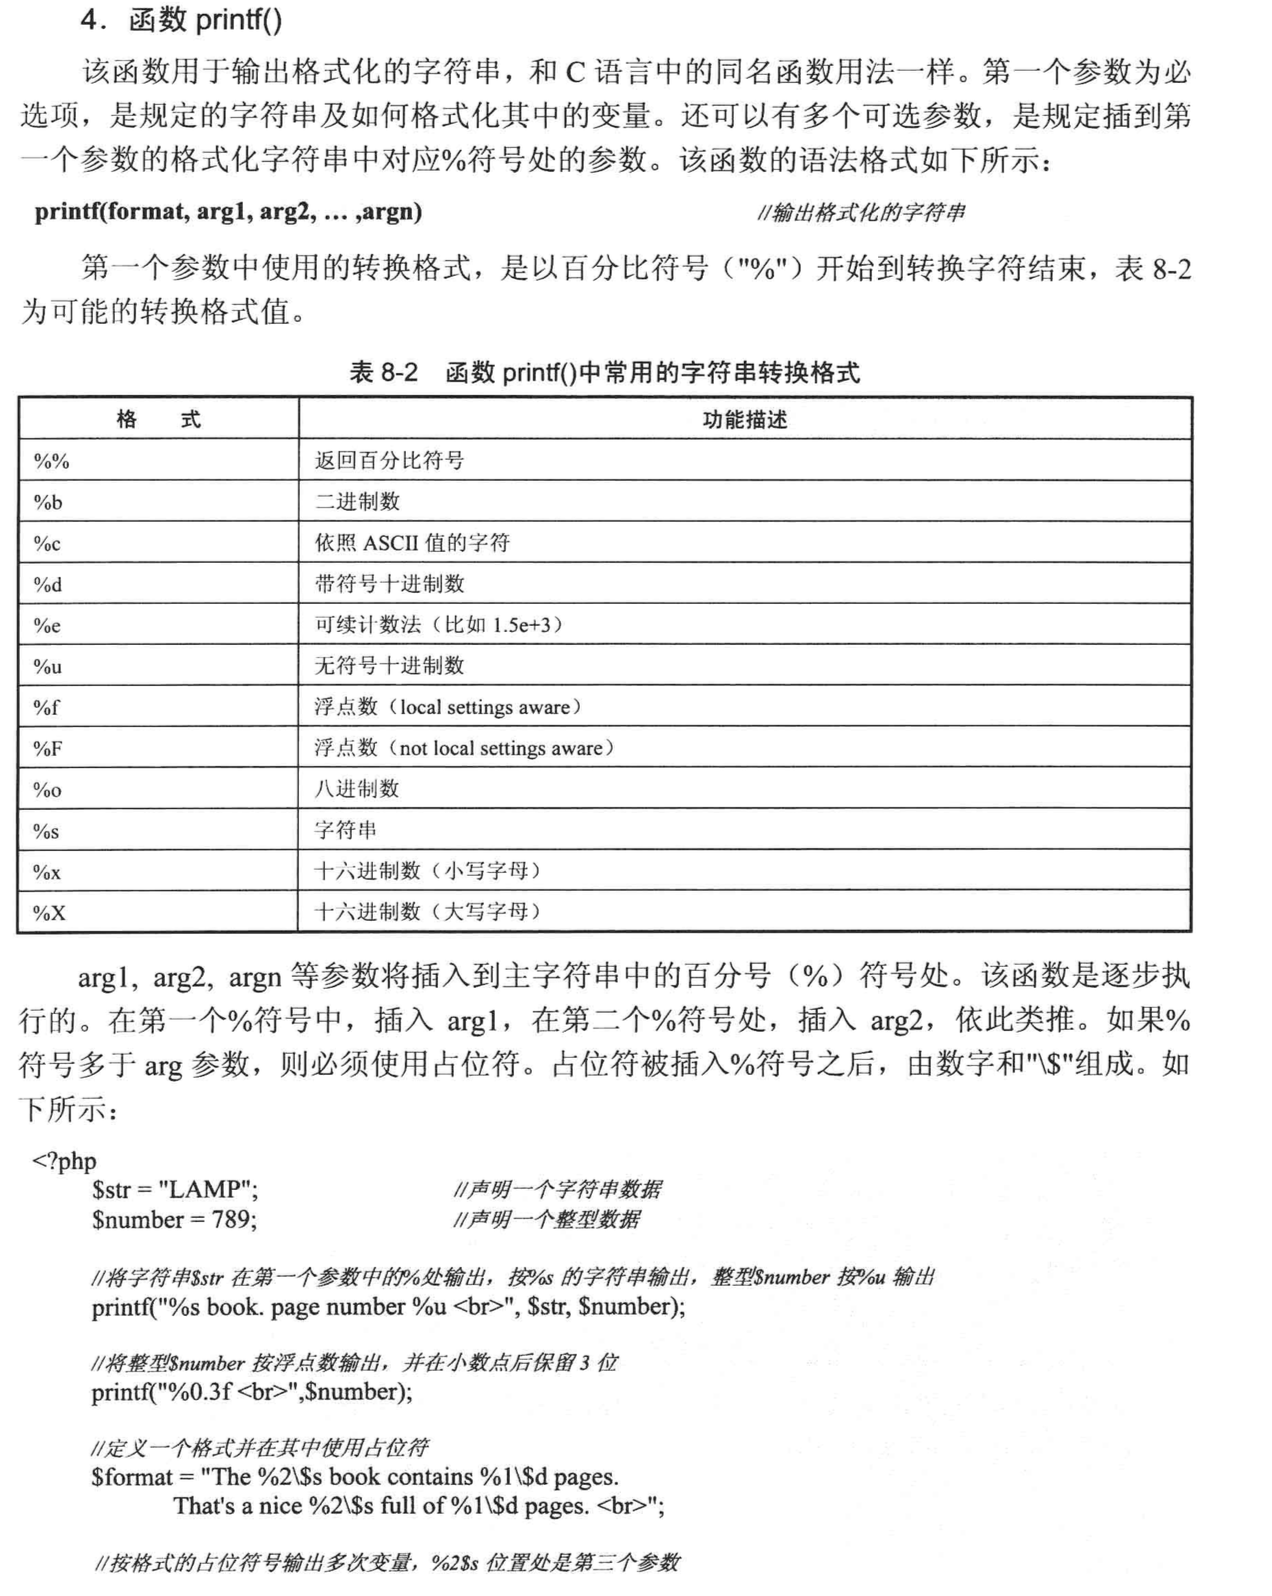 4．函数 printf()
该函数用于输出格式化的字符串，和 C 语言中的同名函数用法一样。第一个参数为必
选项，是规定的字符串及如何格式化其中的变量。还可以有多个可选参数，是规定插到第
一个参数的格式化字符串中对应%符号处的参数。该函数的语法格式如下所示：
printf(format, arg1, arg2, … ,argn) //输出格式化的字符串
第一个参数中使用的转换格式，是以百分比符号（"%"）开始到转换字符结束，表 8-2
为可能的转换格式值。
表 8-2 函数 printf()中常用的字符串转换格式
格 式 功能描述
%% 返回百分比符号
%b 二进制数
%c 依照 ASCII 值的字符
%d 带符号十进制数
%e 可续计数法（比如 1.5e+3）
%u 无符号十进制数
%f 浮点数（local settings aware）
%F 浮点数（not local settings aware）
%o 八进制数
%s 字符串
%x 十六进制数（小写字母）
%X 十六进制数（大写字母）
arg1, arg2, argn 等参数将插入到主字符串中的百分号（%）符号处。该函数是逐步执
行的。在第一个%符号中，插入 arg1，在第二个%符号处，插入 arg2，依此类推。如果%
符号多于 arg 参数，则必须使用占位符。占位符被插入%符号之后，由数字和"\$"组成。如
下所示：
<?php
$str = "LAMP"; //声明一个字符串数据
$number = 789; //声明一个整型数据
//将字符串$str 在第一个参数中的%处输出，按%s 的字符串输出，整型$number 按%u 输出
printf("%s book. page number %u <br>", $str, $number);
//将整型$number 按浮点数输出，并在小数点后保留 3 位
printf("%0.3f <br>",$number);
//定义一个格式并在其中使用占位符
$format = "The %2\$s book contains %1\$d pages.
That's a nice %2\$s full of %1\$d pages. <br>";
//按格式的占位符号输出多次变量，%2$s 位置处是第三个参数